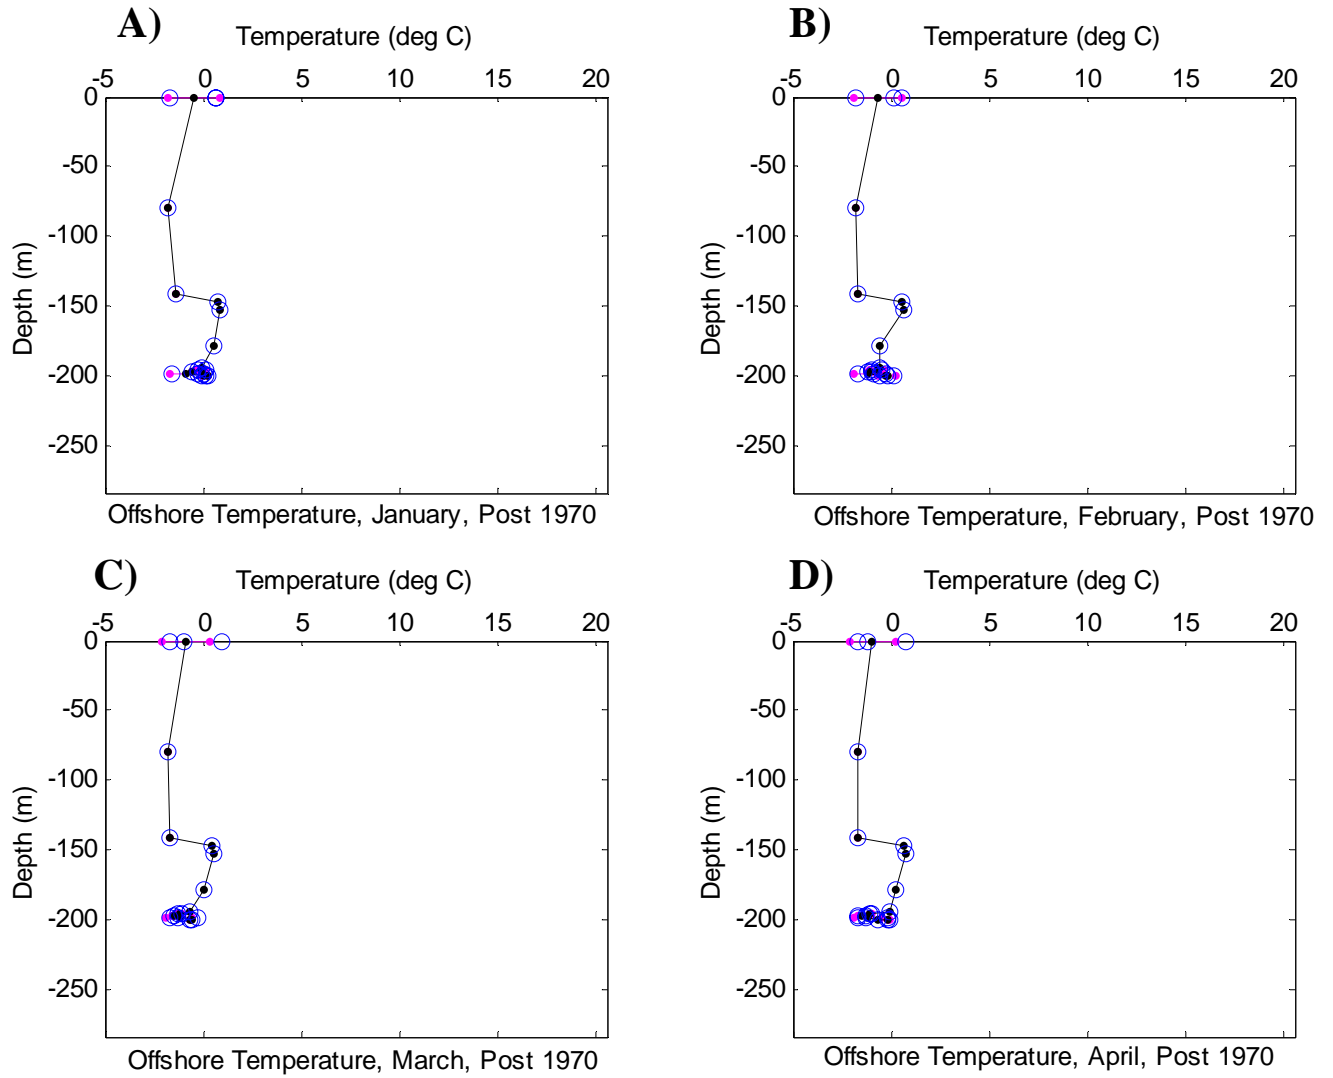 A)
Temperature (deg C)
-5 0 5 10 15 20
0
-50
-100
-150
-200
-250
Depth (m)
Offshore Temperature, January, Post 1970
B)
Temperature (deg C)
-5 0 5 10 15 20
0
-50
-100
-150
-200
-250
Depth (m)
Offshore Temperature, February, Post 1970
C)
Temperature (deg C)
-5 0 5 10 15 20
0
-50
-100
-150
-200
-250
Depth (m)
Offshore Temperature, March, Post 1970
D)
Temperature (deg C)
-5 0 5 10 15 20
0
-50
-100
-150
-200
-250
Depth (m)
Offshore Temperature, April, Post 1970